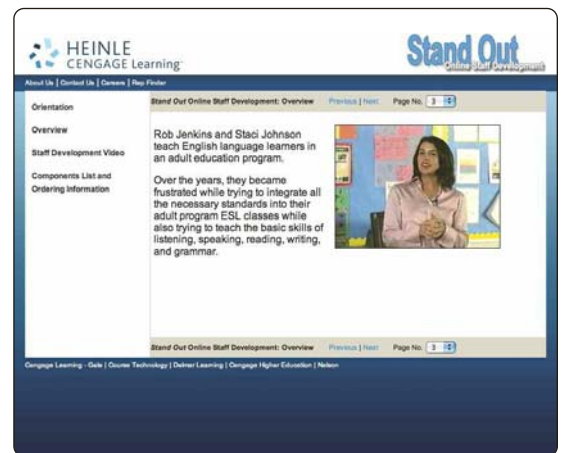 HEINLE
CENGAGE Learning
Stand Out
Online Staff Development
About Us | Contact Us | Careers | Rep Finder
Stand Out Online Staff Development: Overview Previous | Next Page No. 3
Orientation
Overview
Staff Development Video
Components List and
Ordering Information
Rob Jenkins and Staci Johnson
teach English language learners in
an adult education program.
Over the years, they became
frustrated while trying to integrate all
the necessary standards into their
adult program ESL classes while
also trying to teach the basic skills of
listening, speaking, reading, writing,
and grammar.
Stand Out Online Staff Development: Overview Previous | Next Page No. 3
Cengage Learning - Gale | Course Technology | Delmar Learning | Cengage Higher Education | Nelson